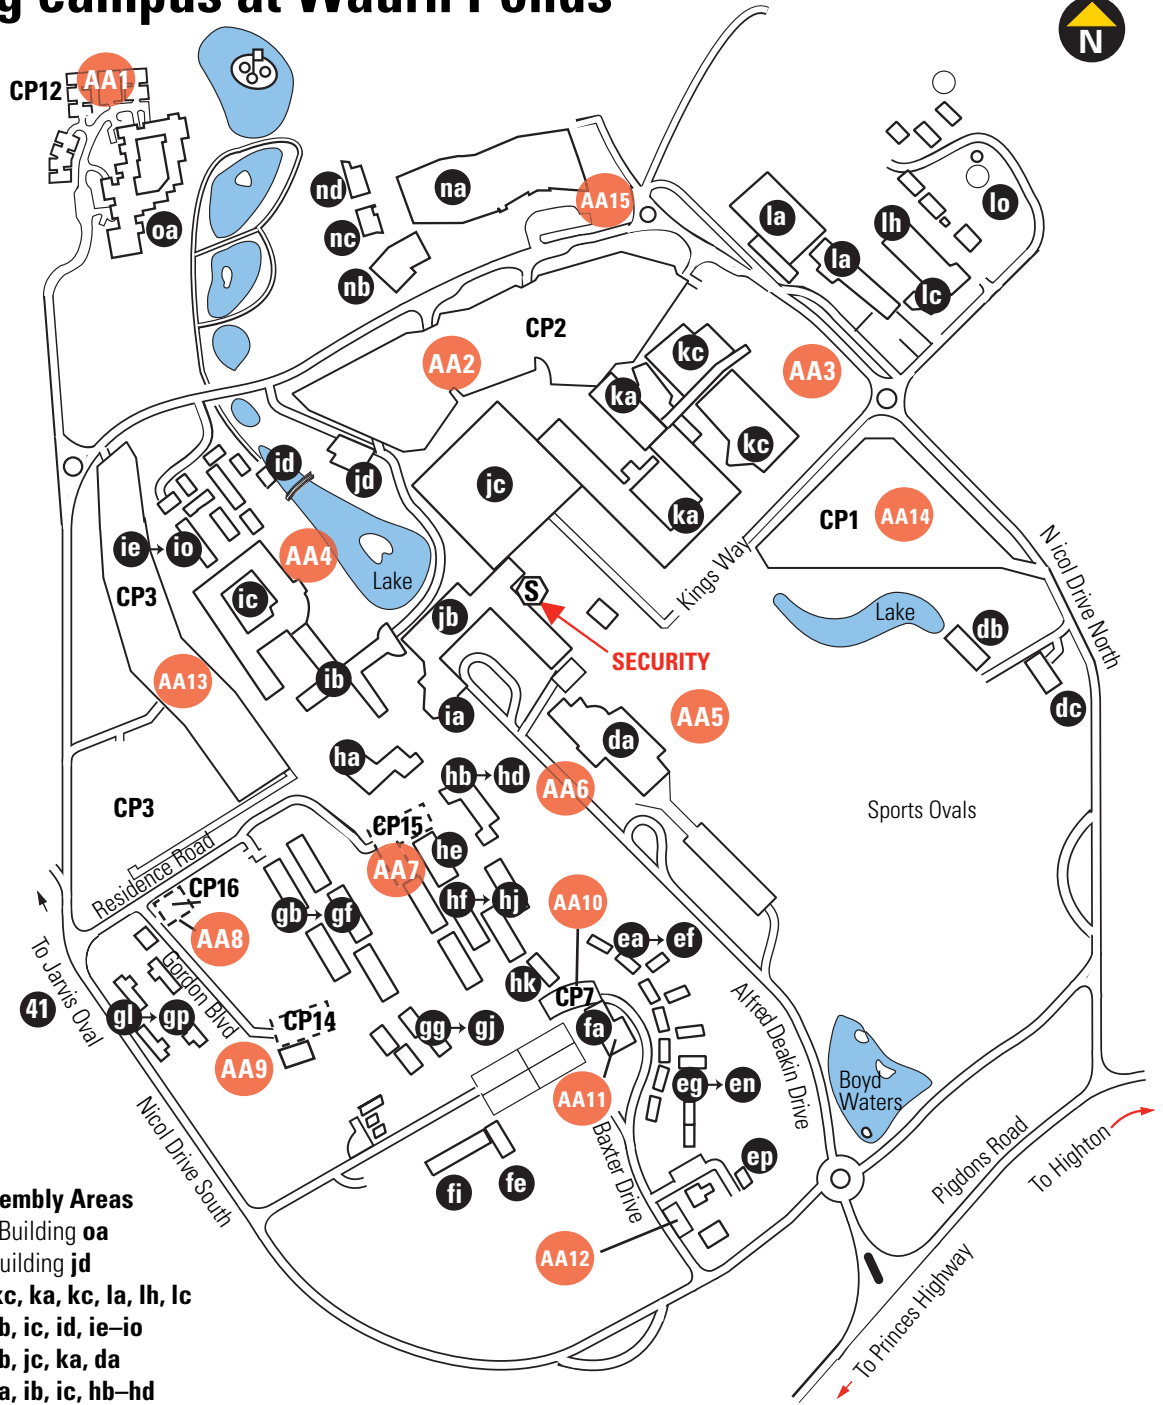 campus at Waurn Ponds
N
AA1
CP12
oa
nd
na
nc
nb
AA15
la
la
lh
lo
lc
CP2
AA2
kc
AA3
ka
kc
id
jd
jc
ka
CP1
AA14
ie
io
AA4
Lake
CP3
ic
S
jb
Kings Way
Nicol Drive North
Lake
db
SECURITY
AA13
ib
ia
da
AA5
dc
ha
hb
hd
AA6
CP3
CP15
Sports Ovals
Residence Road
he
AA7
CP16
gb
gf
hf
hj
AA10
AA8
ea
ef
To Jarvis Oval
Gordon Blvd
hk
CP7
41
gl
gp
CP14
gg
gj
fa
Alfred Deakin Drive
AA9
AA11
eg
en
Boyd
Waters
Nicol Drive South
Baxter Drive
Pigdons Road
To Highton
fi
fe
ep
AA12
To Princes Highway
embly Areas
Building oa
uilding jd
kc, ka, kc, la, lh, lc
b, ic, id, ie–io
b, jc, ka, da
a, ib, ic, hb–hd